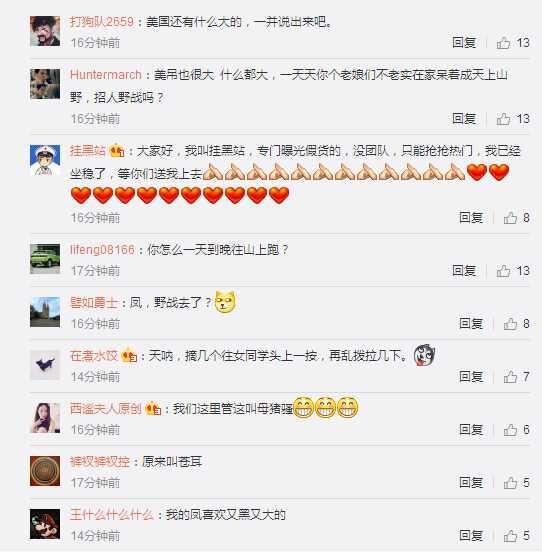 打狗队2659：美国还有什么大的，一并说出来吧。
16分钟前 回复 13
Huntermarch：美吊也很大 什么都大，一天天你个老娘们不老实在家呆着成天上山
野，招人野战吗？
16分钟前 回复 13
挂黑站：大家好，我叫挂黑站，专门曝光假货的，没团队，只能抢抢热门，我已经
坐稳了，等你们送我上去
16分钟前 回复 8
lifeng08166：你怎么一天到晚往山上跑？
17分钟前 回复 13
譬如勇士：凤，野战去了？
16分钟前 回复 8
在煮水饺：天呐，摘几个往女同学头上一按，再乱拨拉几下。
14分钟前 回复 7
西谧夫人原创：我们这里管这叫母猪骚
16分钟前 回复 6
裤衩裤衩控：原来叫苍耳
17分钟前 回复 5
王什么什么什么：我的凤喜欢又黑又大的
14分钟前 回复 5